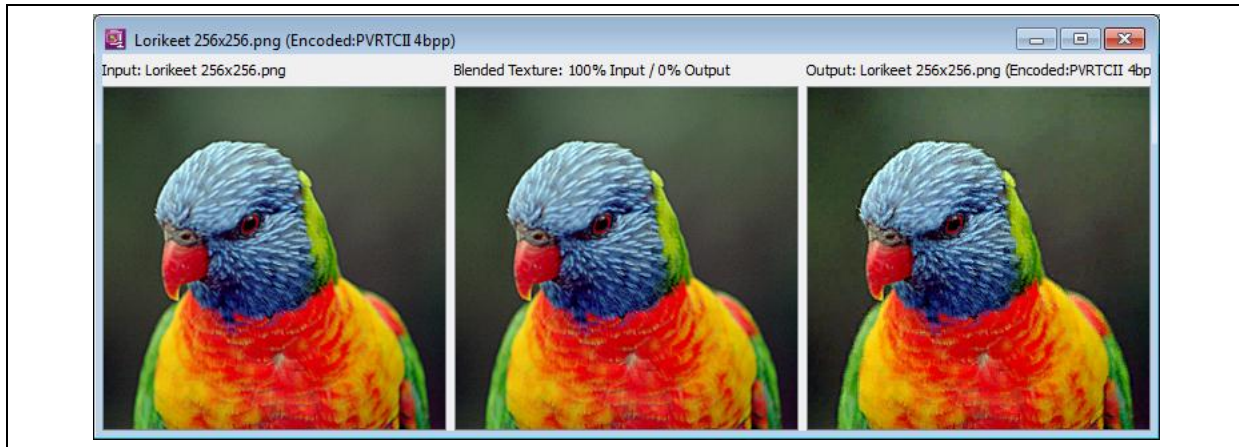 Lorikeet 256x256.png (Encoded:PVRTCII 4bpp)
Input: Lorikeet 256x256.png
Blended Texture: 100% Input / 0% Output
Output: Lorikeet 256x256.png (Encoded:PVRTCII 4bp